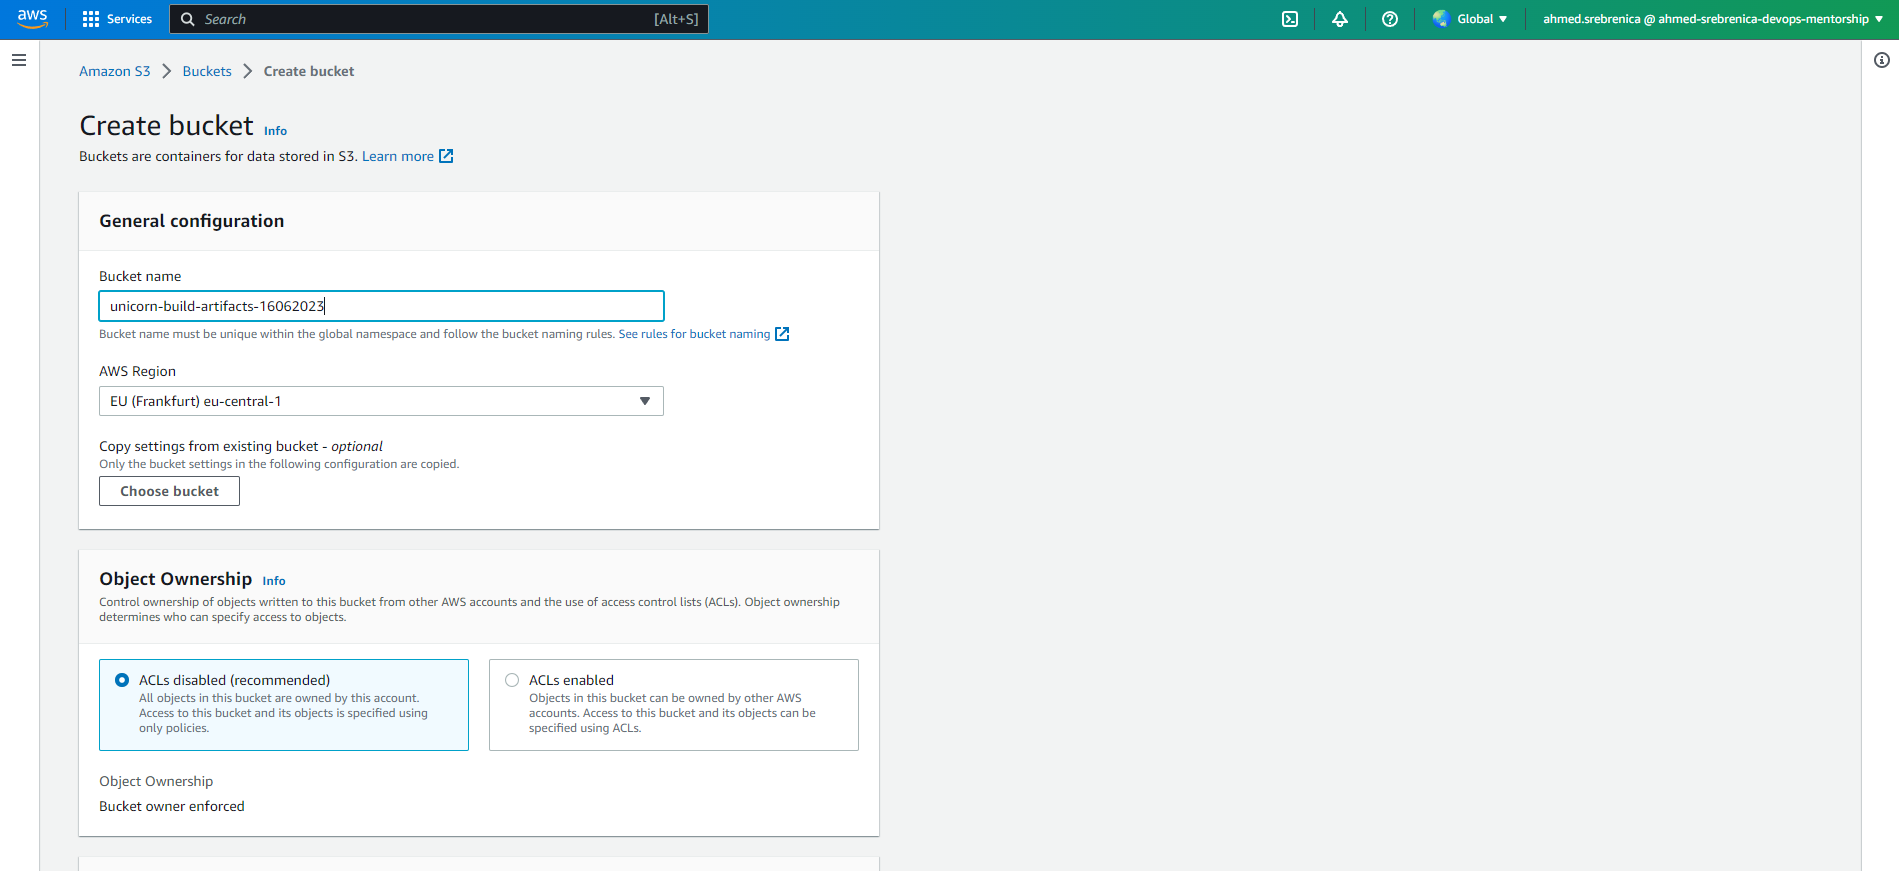 aws
Services
Search [Alt+S]
Global
ahmed.srebrenica @ ahmed-srebrenica-devops-mentorship
Amazon S3 > Buckets > Create bucket
Create bucket Info
Buckets are containers for data stored in S3. Learn more
General configuration
Bucket name
unicorn-build-artifacts-16062023
Bucket name must be unique within the global namespace and follow the bucket naming rules. See rules for bucket naming
AWS Region
EU (Frankfurt) eu-central-1
Copy settings from existing bucket - optional
Only the bucket settings in the following configuration are copied.
Choose bucket
Object Ownership Info
Control ownership of objects written to this bucket from other AWS accounts and the use of access control lists (ACLs). Object ownership
determines who can specify access to objects.
ACLs disabled (recommended)
All objects in this bucket are owned by this account.
Access to this bucket and its objects is specified using
only policies.
ACLs enabled
Objects in this bucket can be owned by other AWS
accounts. Access to this bucket and its objects can be
specified using ACLs.
Object Ownership
Bucket owner enforced